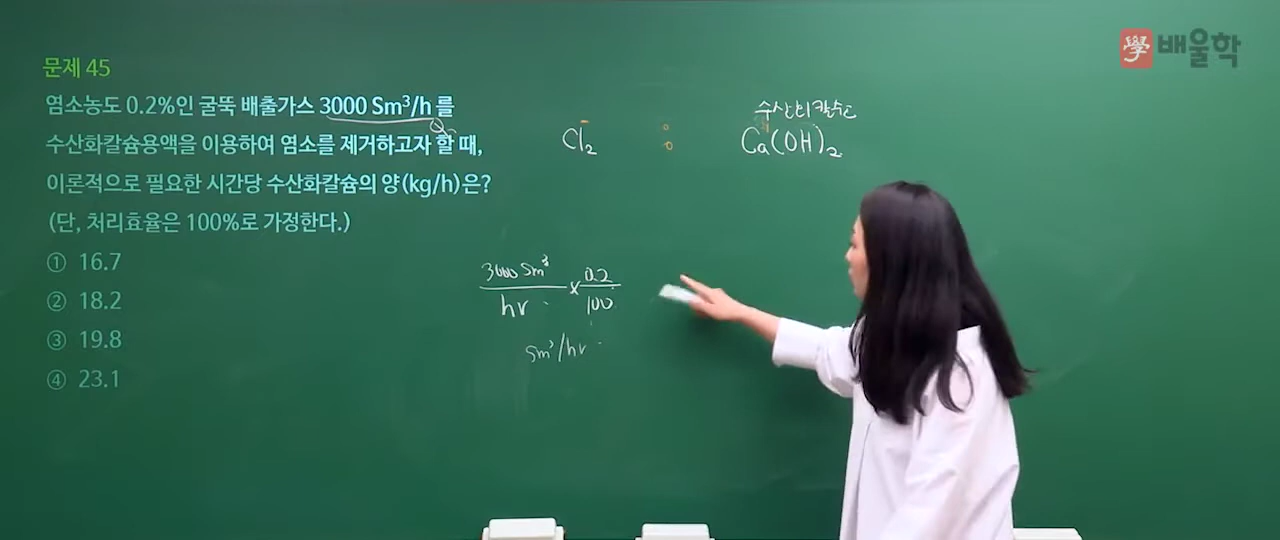 學 배울학
문제 45
염소농도 0.2%인 굴뚝 배출가스 3000 Sm³/h 를
수산화칼슘용액을 이용하여 염소를 제거하고자 할 때,
이론적으로 필요한 시간당 수산화칼슘의 양(kg/h)은?
(단, 처리효율은 100%로 가정한다.)
① 16.7
② 18.2
③ 19.8
④ 23.1
수산화칼슘
Cl₂ : Ca(OH)₂
3000 Sm³/hr × 0.2/100
Sm³/hr